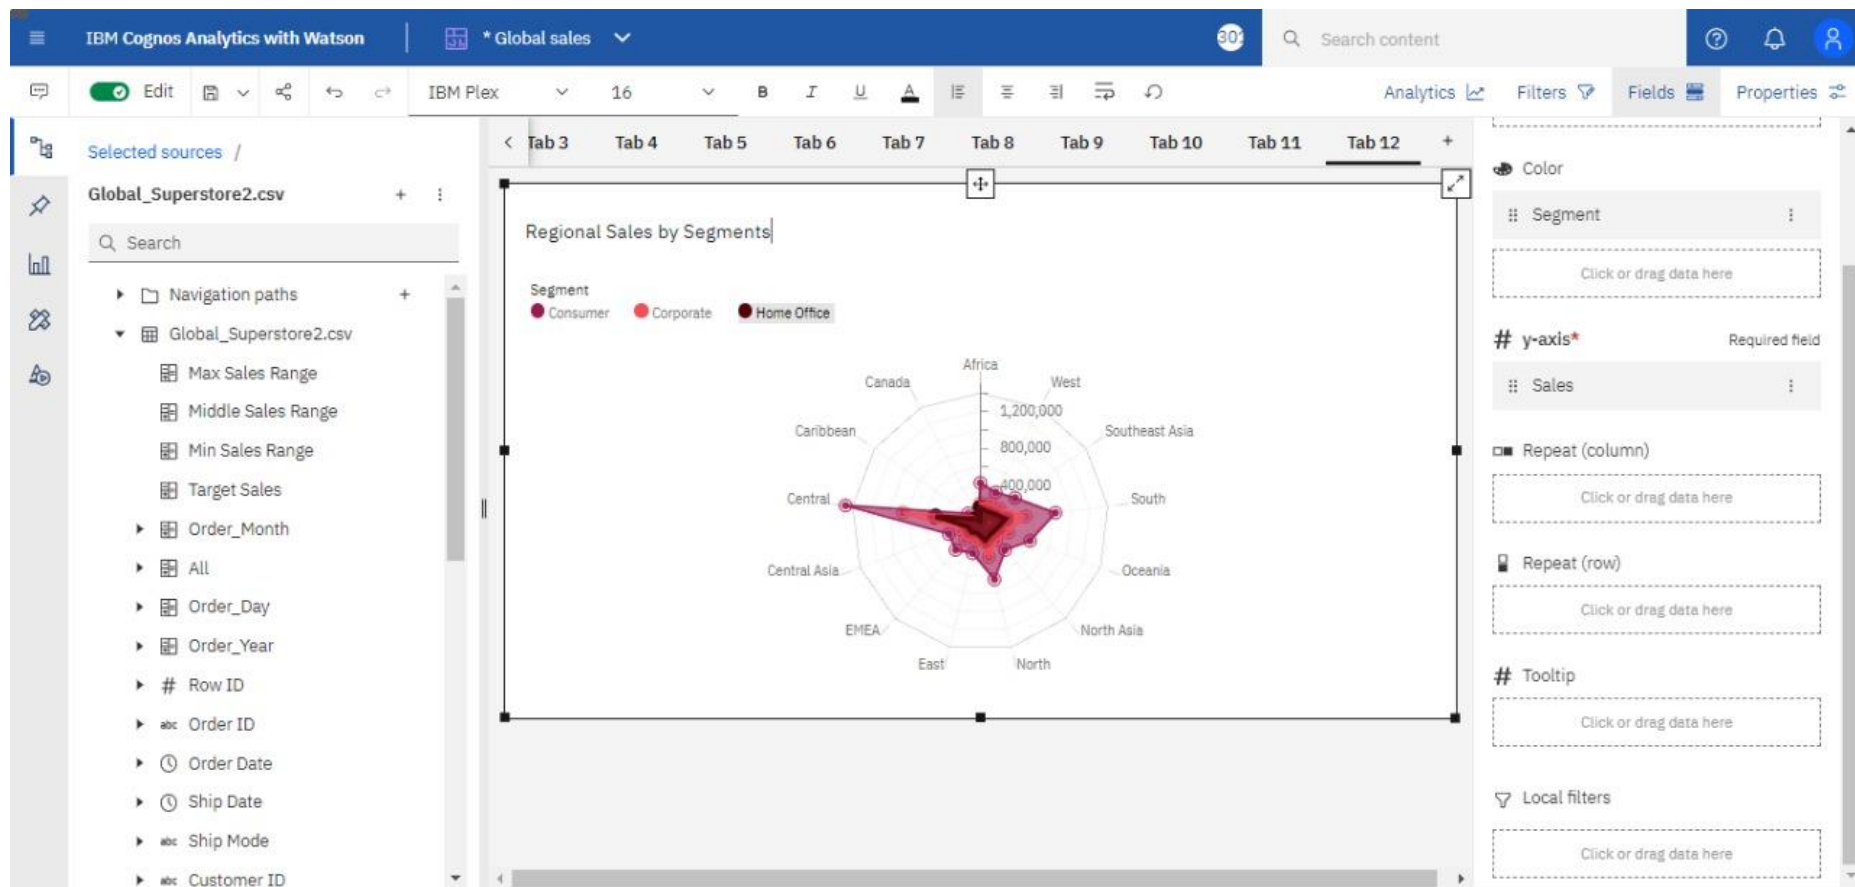 IBM Cognos Analytics with Watson
* Global sales
Search content
Edit
IBM Plex
16
B
I
U
A
Analytics
Filters
Fields
Properties
Selected sources /
Global_Superstore2.csv
Search
Navigation paths
Global_Superstore2.csv
Max Sales Range
Middle Sales Range
Min Sales Range
Target Sales
Order_Month
All
Order_Day
Order_Year
# Row ID
abc Order ID
Order Date
Ship Date
abc Ship Mode
abc Customer ID
Tab 3
Tab 4
Tab 5
Tab 6
Tab 7
Tab 8
Tab 9
Tab 10
Tab 11
Tab 12
+
Regional Sales by Segments
Segment
Consumer
Corporate
Home Office
Africa
Canada
West
1,200,000
Caribbean
Southeast Asia
800,000
400,000
Central
South
Central Asia
Oceania
EMEA
North Asia
East
North
Color
Segment
Click or drag data here
# y-axis*
Required field
Sales
Repeat (column)
Click or drag data here
Repeat (row)
Click or drag data here
# Tooltip
Click or drag data here
Local filters
Click or drag data here